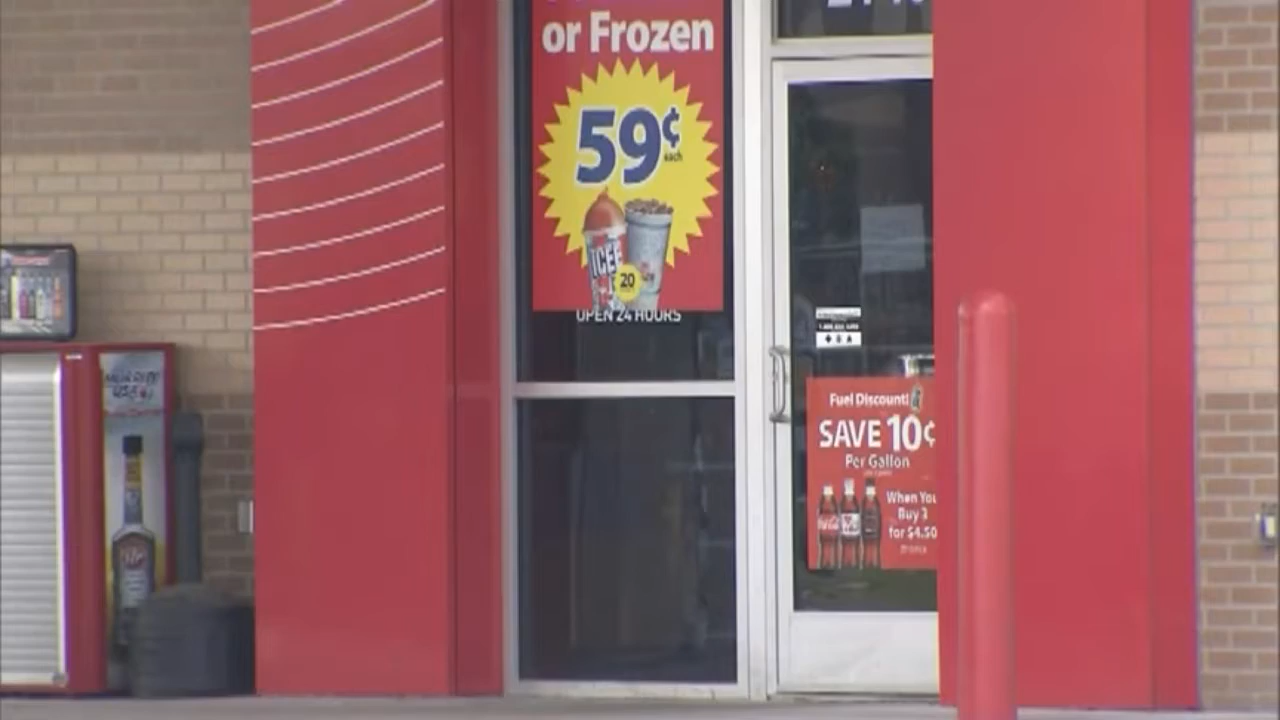 or Frozen
59¢
each
ICEE
20
OPEN 24 HOURS
Fuel Discount!
SAVE 10¢
Per Gallon
When You
Buy 3
for $4.50